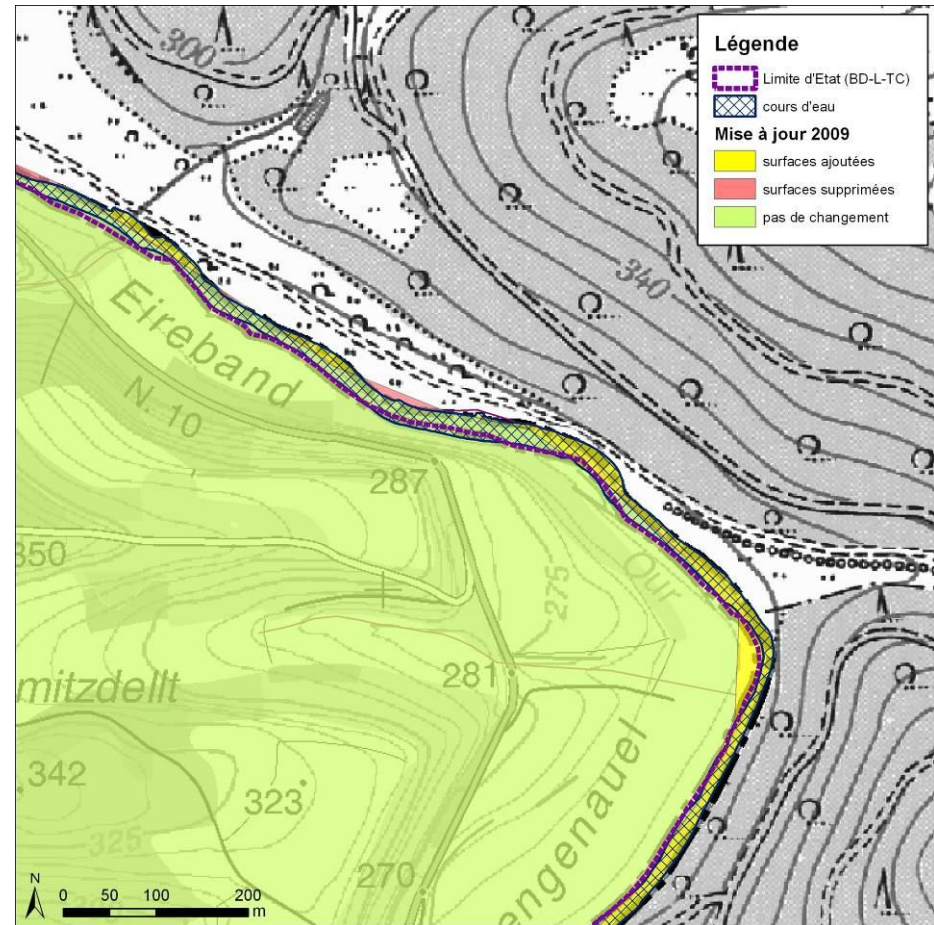 300
Légende
Limite d'Etat (BD-L-TC)
cours d'eau
Mise à jour 2009
surfaces ajoutées
surfaces supprimées
pas de changement
340
Eireband
N. 10
287
350
275
Our
281
mitzdellt
342
323
325
270
engenauel
N
0 50 100 200
m